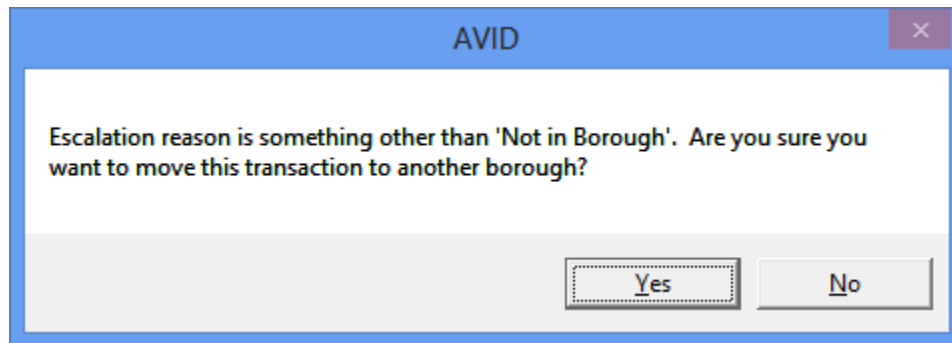 AVID
Escalation reason is something other than 'Not in Borough'.  Are you sure you
want to move this transaction to another borough?
Yes
No